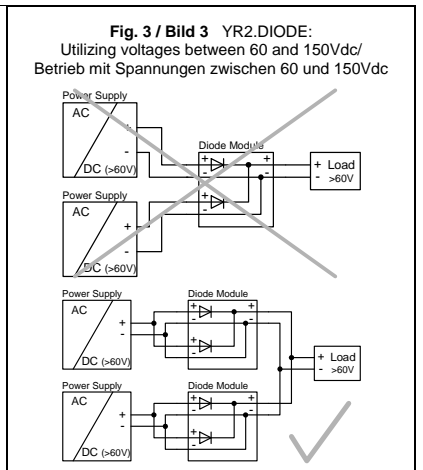 Fig. 3 / Bild 3 YR2.DIODE:
Utilizing voltages between 60 and 150Vdc/
Betrieb mit Spannungen zwischen 60 und 150Vdc
Power Supply
AC
+
-
DC (>60V)
Diode Module
+ +
- -
+ Load
- >60V
Power Supply
AC
+
-
DC (>60V)
+
-
Power Supply
AC
+
-
DC (>60V)
Diode Module
+ +
- -
+
-
+ Load
- >60V
Power Supply
AC
+
-
DC (>60V)
Diode Module
+ +
- -
+
-